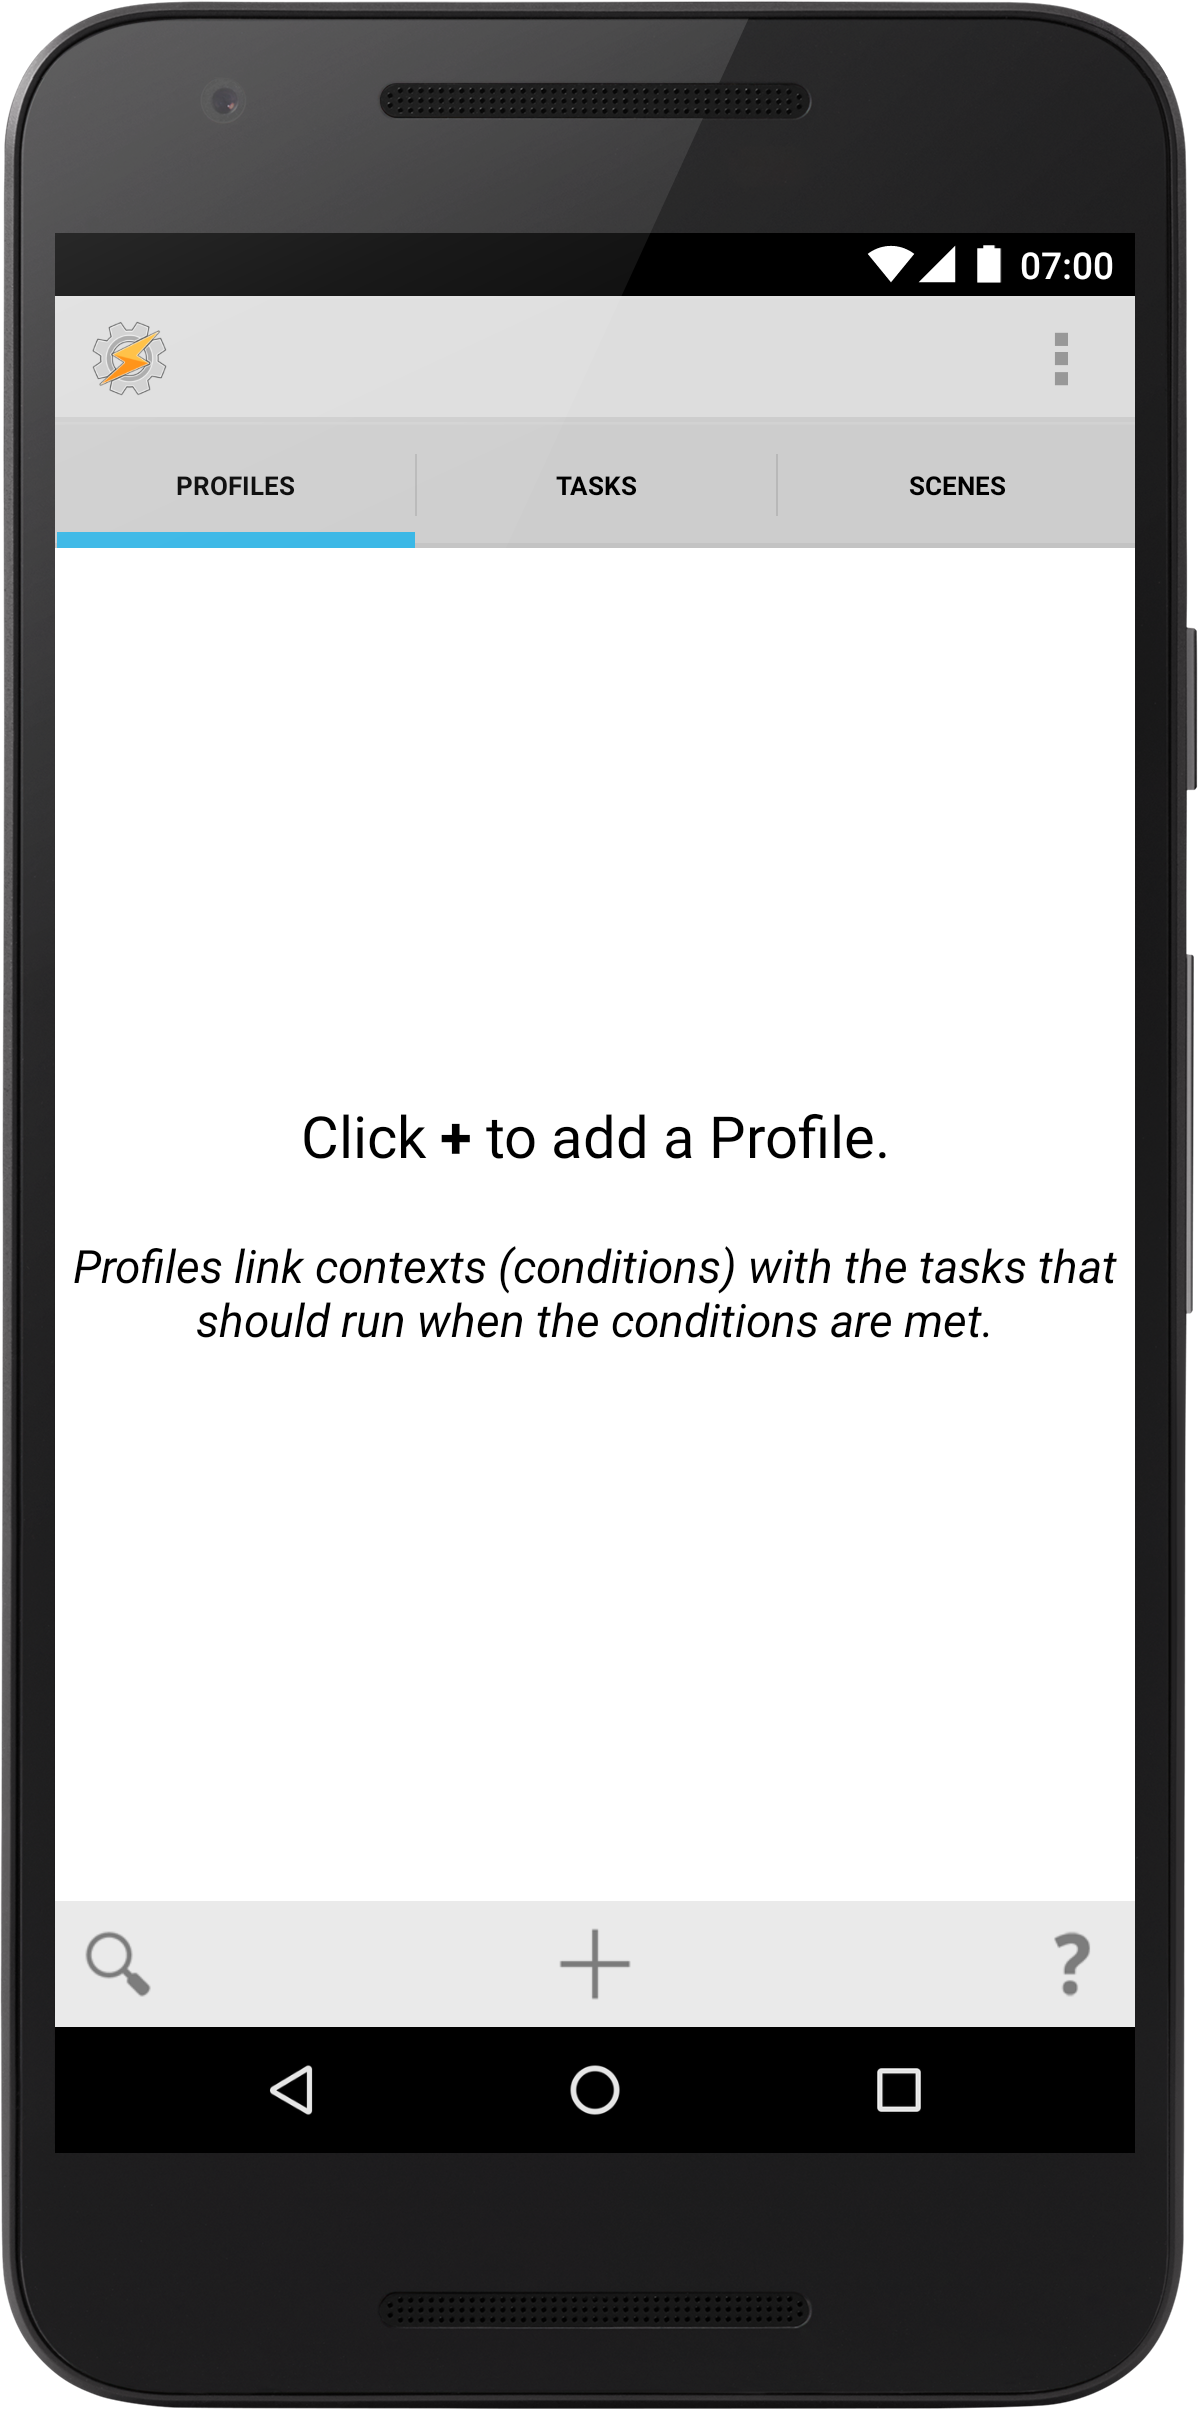 07:00
PROFILES
TASKS
SCENES
Click + to add a Profile.
Profiles link contexts (conditions) with the tasks that
should run when the conditions are met.
?